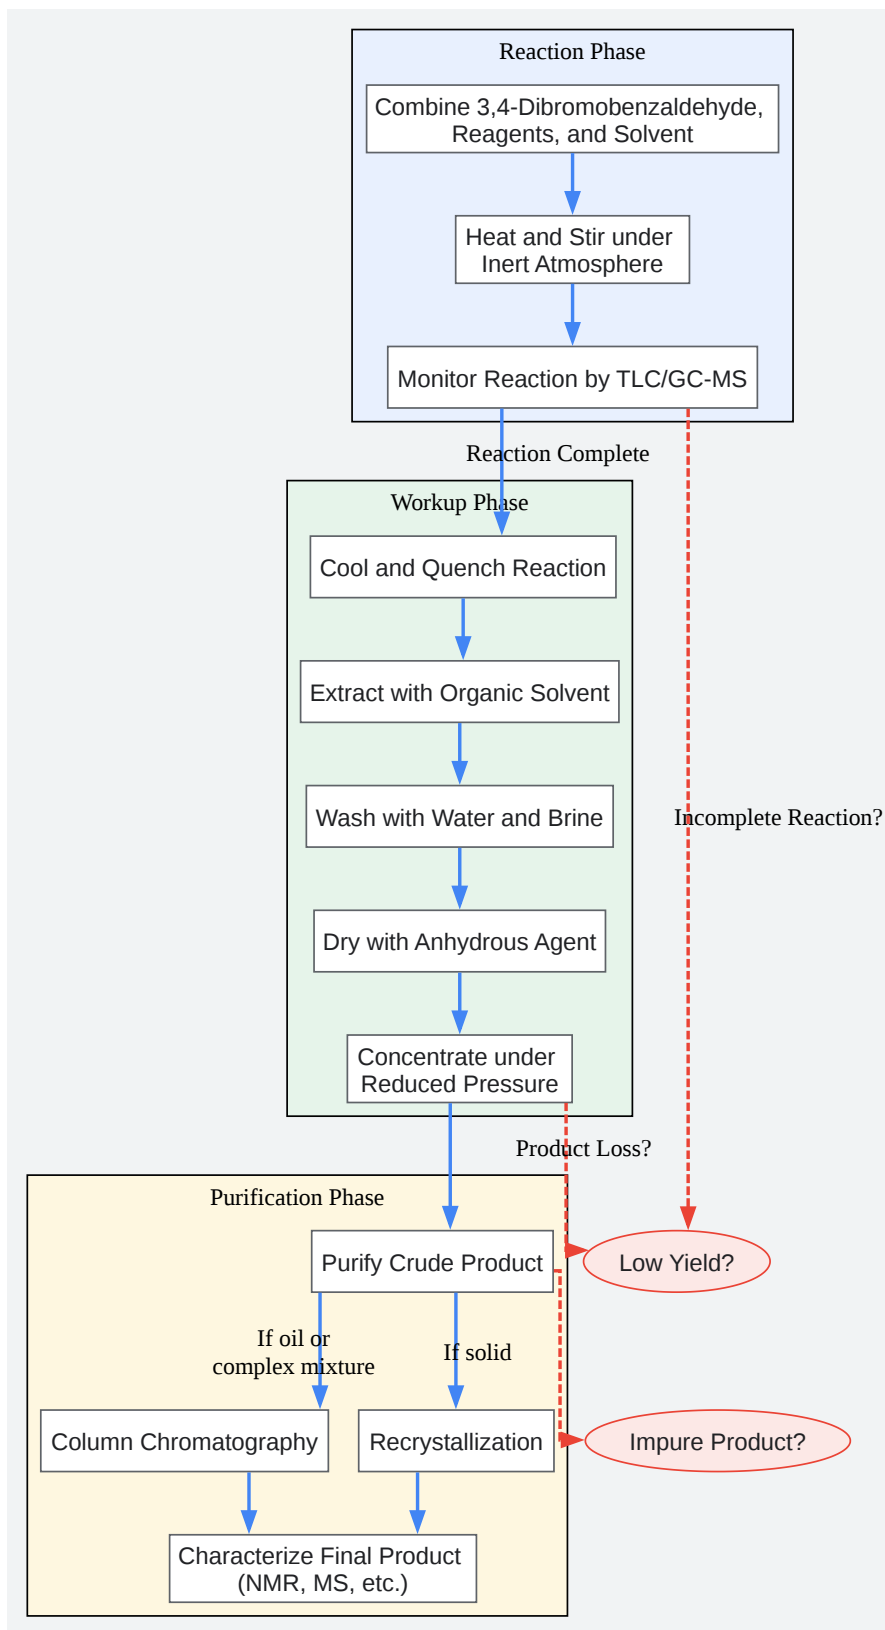 Reaction Phase
Combine 3,4-Dibromobenzaldehyde,
Reagents, and Solvent
Heat and Stir under
Inert Atmosphere
Monitor Reaction by TLC/GC-MS
Reaction Complete
Workup Phase
Cool and Quench Reaction
Extract with Organic Solvent
Wash with Water and Brine
Incomplete Reaction?
Dry with Anhydrous Agent
Concentrate under
Reduced Pressure
Product Loss?
Purification Phase
Purify Crude Product
Low Yield?
If oil or
complex mixture
If solid
Column Chromatography
Recrystallization
Impure Product?
Characterize Final Product
(NMR, MS, etc.)